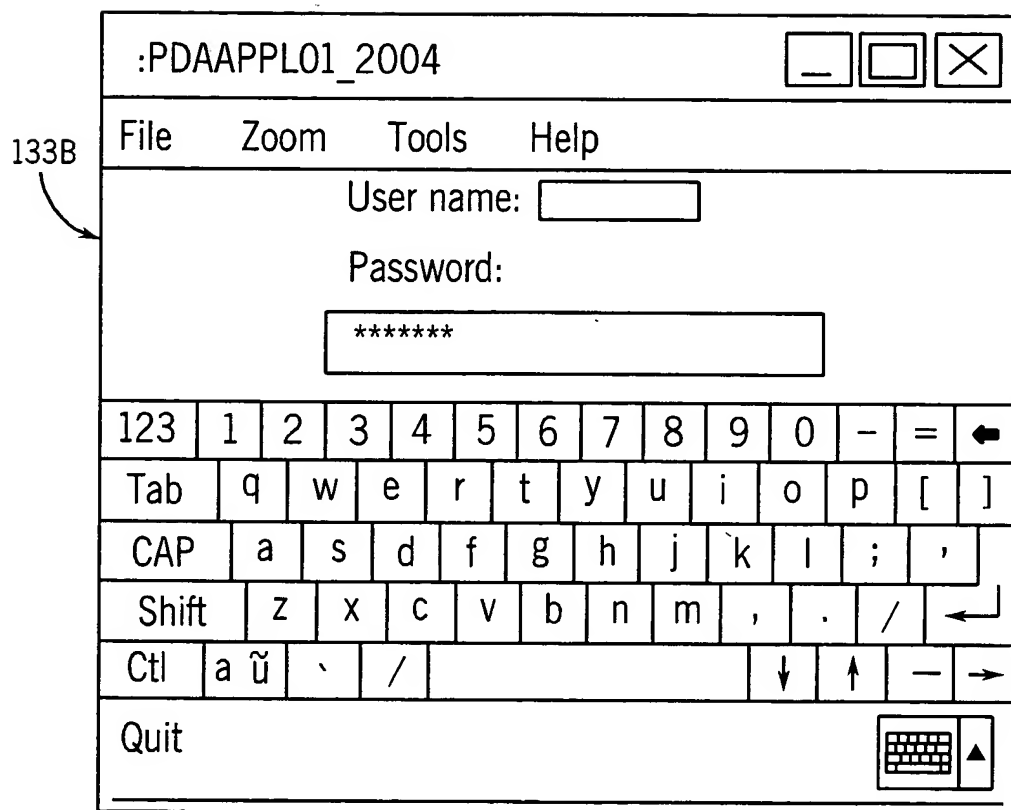 :PDAAPPL01_2004
File Zoom Tools Help
133B
User name:
Password:
*******
123 1 2 3 4 5 6 7 8 9 0 – =
Tab q w e r t y u i o p [ ]
CAP a s d f g h j k l ; '
Shift z x c v b n m , . / ↵
Ctl a ũ ` / ↓ ↑ — →
Quit